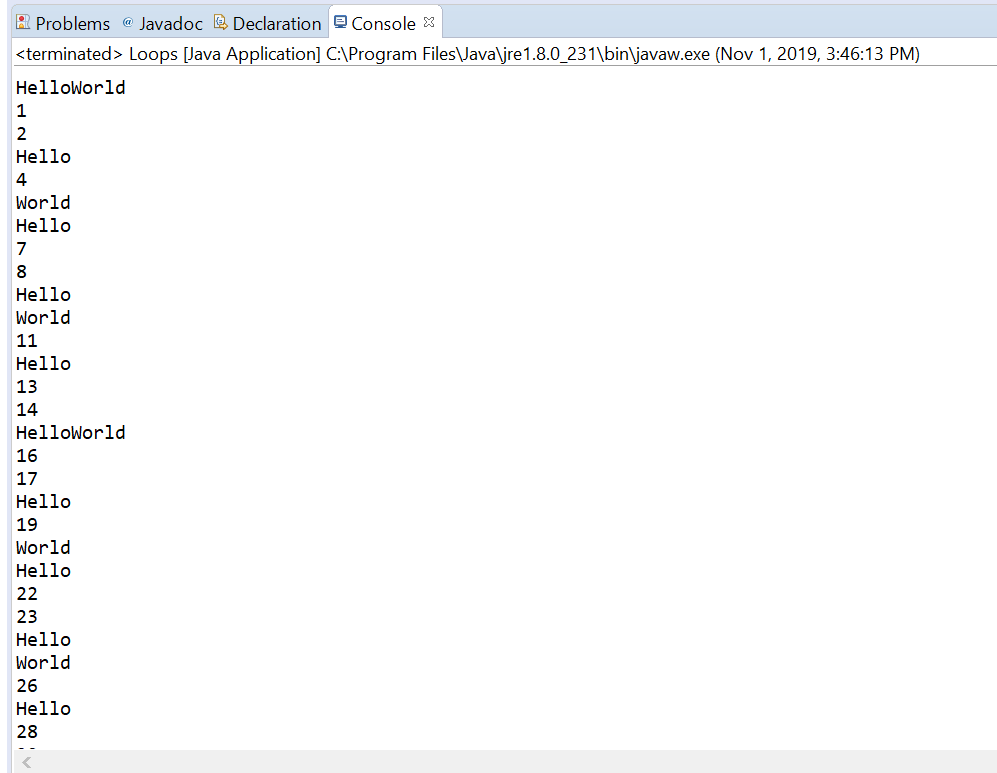 Problems @ Javadoc Declaration Console
<terminated> Loops [Java Application] C:\Program Files\Java\jre1.8.0_231\bin\javaw.exe (Nov 1, 2019, 3:46:13 PM)
HelloWorld
1
2
Hello
4
World
Hello
7
8
Hello
World
11
Hello
13
14
HelloWorld
16
17
Hello
19
World
Hello
22
23
Hello
World
26
Hello
28